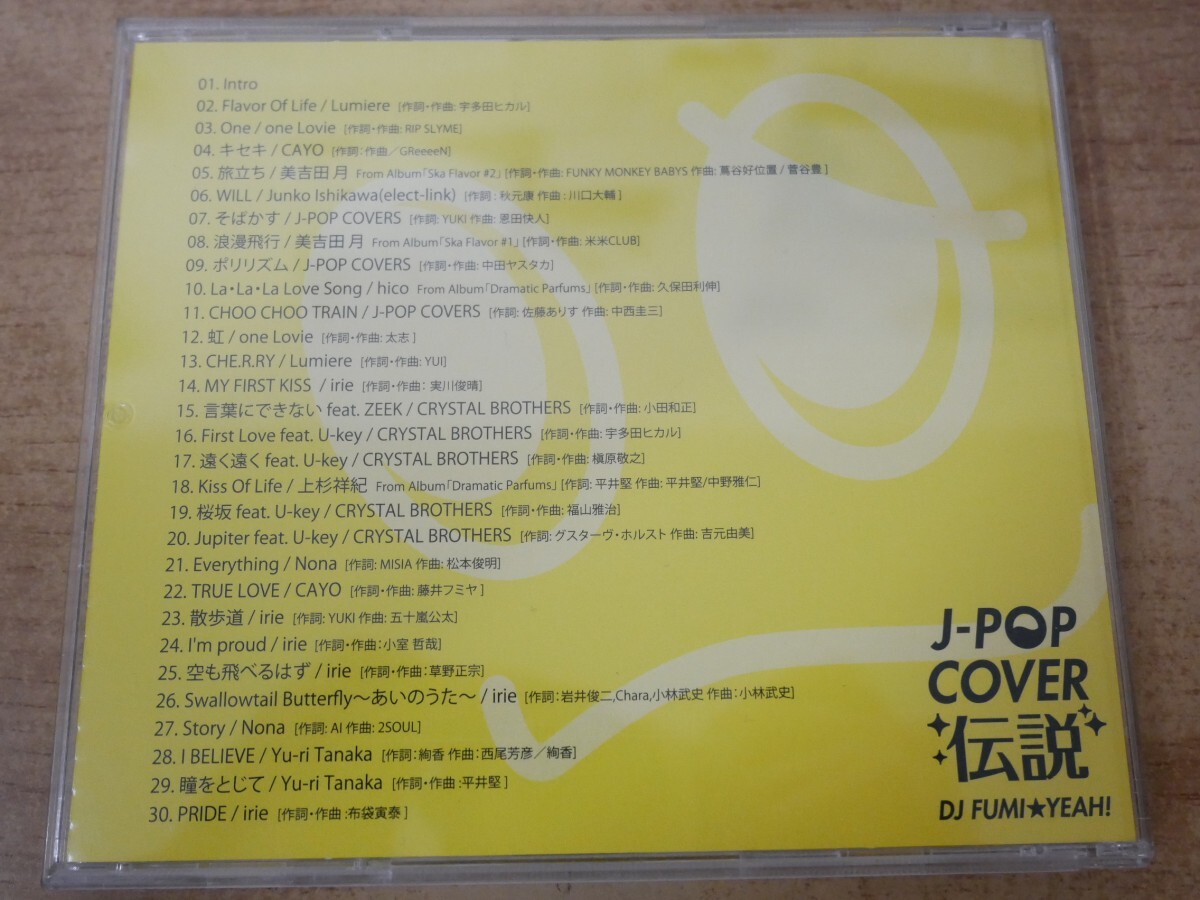 01. Intro
02. Flavor Of Life / Lumiere [作詞・作曲: 宇多田ヒカル]
03. One / one Lovie [作詞・作曲: RIP SLYME]
04. キセキ / CAYO [作詞：作曲／GReeeeN]
05. 旅立ち / 美吉田 月 From Album「Ska Flavor #2」 [作詞・作曲: FUNKY MONKEY BABYS 作曲: 蔦谷好位置 / 菅谷豊 ]
06. WILL / Junko Ishikawa(elect-link) [作詞 : 秋元康 作曲 : 川口大輔 ]
07. そばかす / J-POP COVERS [作詞: YUKI 作曲: 恩田快人]
08. 浪漫飛行 / 美吉田 月 From Album「Ska Flavor #1」 [作詞・作曲: 米米CLUB]
09. ポリリズム / J-POP COVERS [作詞・作曲: 中田ヤスタカ]
10. La・La・La Love Song / hico From Album「Dramatic Parfums」 [作詞・作曲: 久保田利伸]
11. CHOO CHOO TRAIN / J-POP COVERS [作詞: 佐藤ありす 作曲: 中西圭三]
12. 虹 / one Lovie [作詞・作曲: 太志 ]
13. CHE.R.RY / Lumiere [作詞・作曲: YUI]
14. MY FIRST KISS / irie [作詞・作曲： 実川俊晴]
15. 言葉にできない feat. ZEEK / CRYSTAL BROTHERS [作詞・作曲: 小田和正]
16. First Love feat. U-key / CRYSTAL BROTHERS [作詞・作曲: 宇多田ヒカル]
17. 遠く遠く feat. U-key / CRYSTAL BROTHERS [作詞・作曲: 槇原敬之]
18. Kiss Of Life / 上杉祥紀 From Album「Dramatic Parfums」 [作詞: 平井堅 作曲: 平井堅/中野雅仁]
19. 桜坂 feat. U-key / CRYSTAL BROTHERS [作詞・作曲: 福山雅治]
20. Jupiter feat. U-key / CRYSTAL BROTHERS [作詞: グスターヴ・ホルスト 作曲: 吉元由美]
21. Everything / Nona [作詞: MISIA 作曲: 松本俊明]
22. TRUE LOVE / CAYO [作詞・作曲: 藤井フミヤ ]
23. 散歩道 / irie [作詞: YUKI 作曲: 五十嵐公太]
24. I'm proud / irie [作詞・作曲：小室 哲哉]
25. 空も飛べるはず / irie [作詞・作曲：草野正宗]
26. Swallowtail Butterfly～あいのうた～ / irie [作詞：岩井俊二,Chara,小林武史 作曲：小林武史]
27. Story / Nona [作詞: AI 作曲: 2SOUL]
28. I BELIEVE / Yu-ri Tanaka [作詞：絢香 作曲：西尾芳彦／絢香]
29. 瞳をとじて / Yu-ri Tanaka [作詞・作曲 :平井堅 ]
30. PRIDE / irie [作詞・作曲 :布袋寅泰 ]
J-POP
COVER
伝説
DJ FUMI★YEAH!